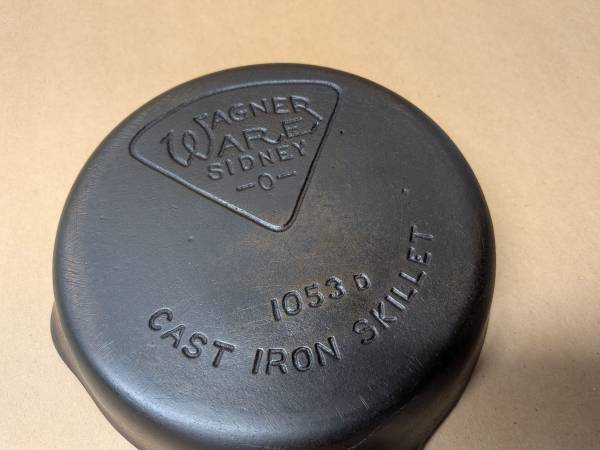 WAGNER
WARE
SIDNEY
-O-
1053 D
CAST IRON SKILLET